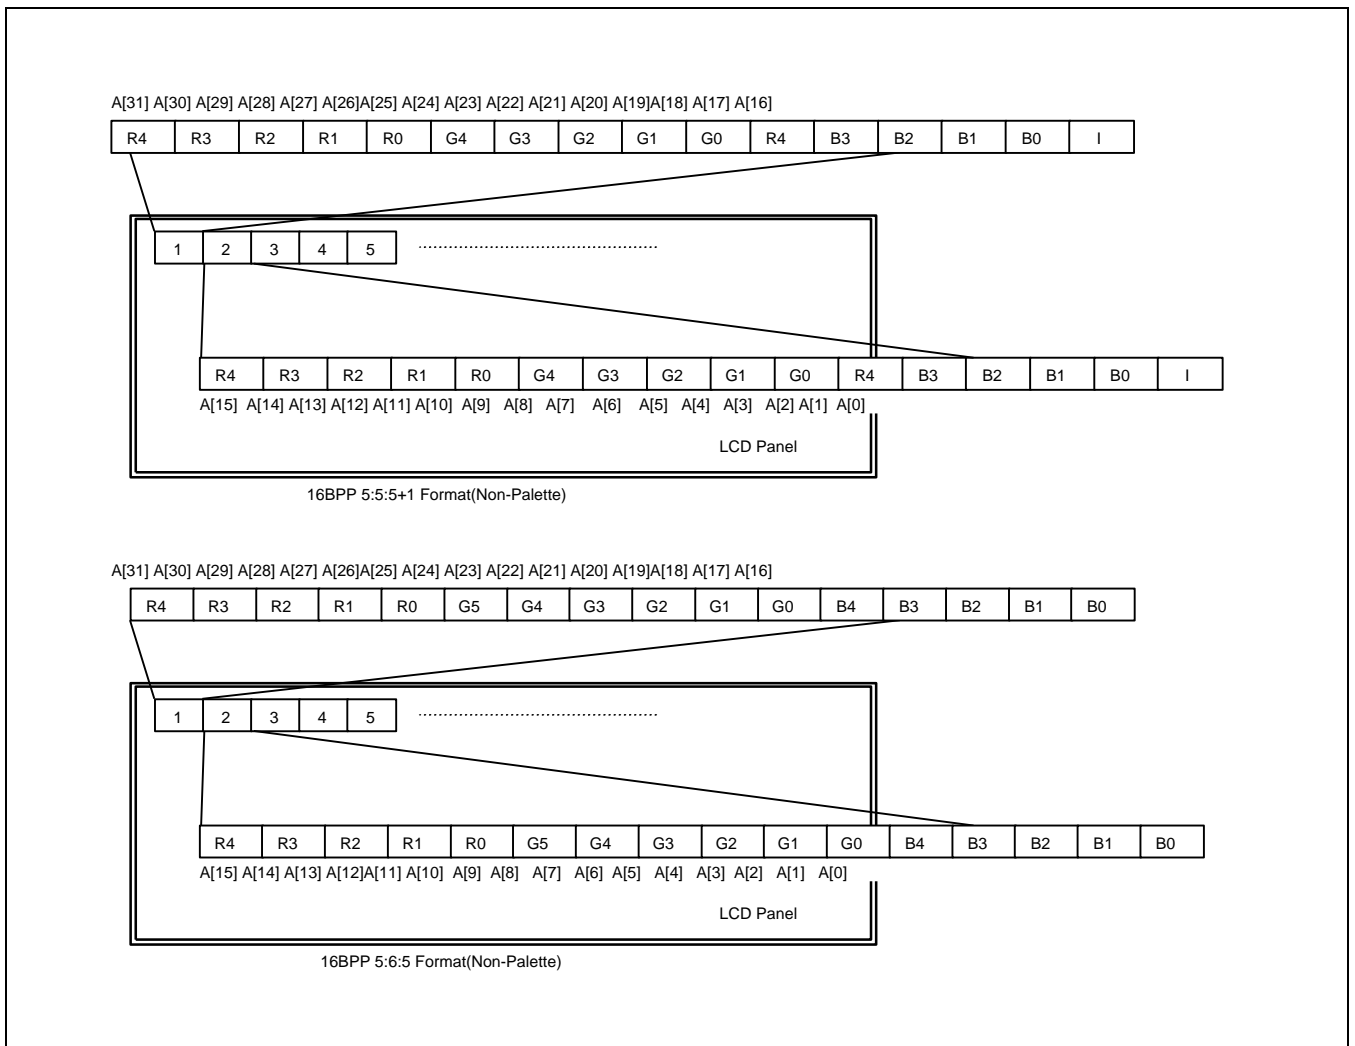 A[31] A[30] A[29] A[28] A[27] A[26]A[25] A[24] A[23] A[22] A[21] A[20] A[19]A[18] A[17] A[16]
R4 R3 R2 R1 R0 G4 G3 G2 G1 G0 R4 B3 B2 B1 B0 I
1 2 3 4 5
R4 R3 R2 R1 R0 G4 G3 G2 G1 G0 R4 B3 B2 B1 B0 I
A[15] A[14] A[13] A[12] A[11] A[10] A[9] A[8] A[7] A[6] A[5] A[4] A[3] A[2] A[1] A[0]
LCD Panel
16BPP 5:5:5+1 Format(Non-Palette)
A[31] A[30] A[29] A[28] A[27] A[26]A[25] A[24] A[23] A[22] A[21] A[20] A[19]A[18] A[17] A[16]
R4 R3 R2 R1 R0 G5 G4 G3 G2 G1 G0 B4 B3 B2 B1 B0
1 2 3 4 5
R4 R3 R2 R1 R0 G5 G4 G3 G2 G1 G0 B4 B3 B2 B1 B0
A[15] A[14] A[13] A[12]A[11] A[10] A[9] A[8] A[7] A[6] A[5] A[4] A[3] A[2] A[1] A[0]
LCD Panel
16BPP 5:6:5 Format(Non-Palette)